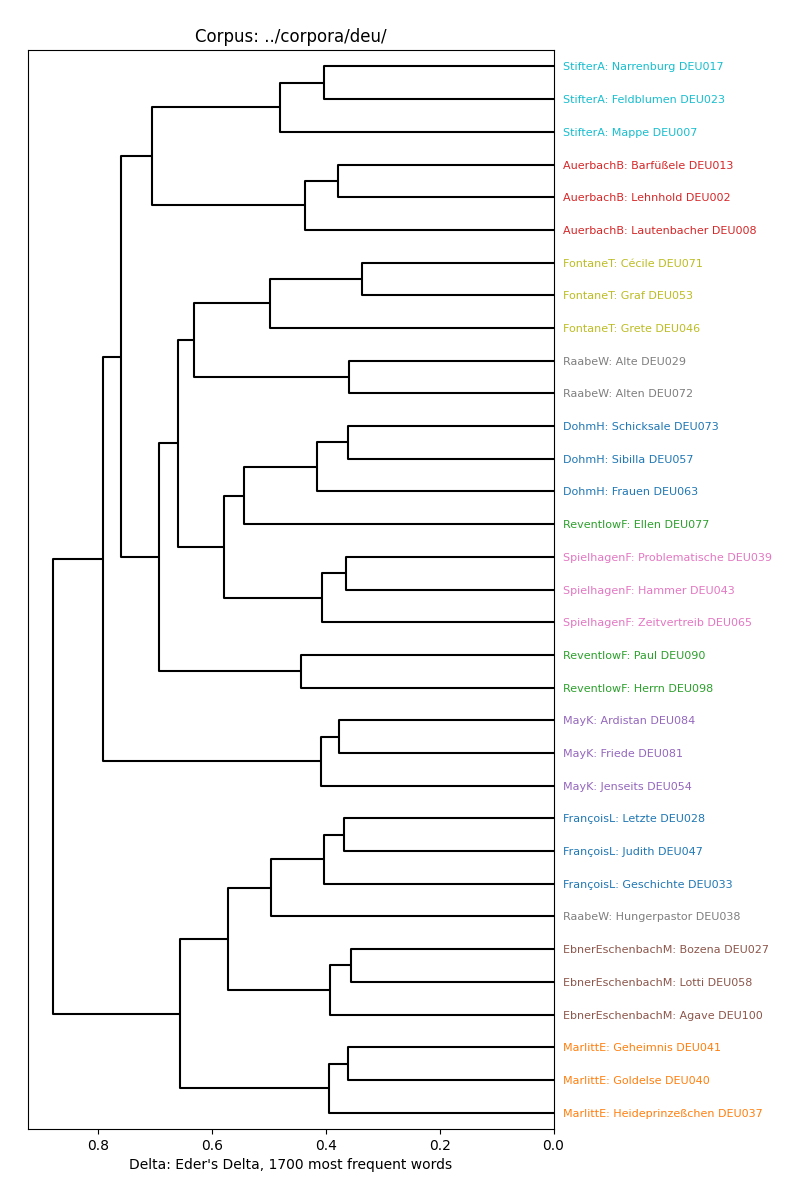 Corpus: ../corpora/deu/
StifterA: Narrenburg DEU017
StifterA: Feldblumen DEU023
StifterA: Mappe DEU007
AuerbachB: Barfüßele DEU013
AuerbachB: Lehnhold DEU002
AuerbachB: Lautenbacher DEU008
FontaneT: Cécile DEU071
FontaneT: Graf DEU053
FontaneT: Grete DEU046
RaabeW: Alte DEU029
RaabeW: Alten DEU072
DohmH: Schicksale DEU073
DohmH: Sibilla DEU057
DohmH: Frauen DEU063
ReventlowF: Ellen DEU077
SpielhagenF: Problematische DEU039
SpielhagenF: Hammer DEU043
SpielhagenF: Zeitvertreib DEU065
ReventlowF: Paul DEU090
ReventlowF: Herrn DEU098
MayK: Ardistan DEU084
MayK: Friede DEU081
MayK: Jenseits DEU054
FrançoisL: Letzte DEU028
FrançoisL: Judith DEU047
FrançoisL: Geschichte DEU033
RaabeW: Hungerpastor DEU038
EbnerEschenbachM: Bozena DEU027
EbnerEschenbachM: Lotti DEU058
EbnerEschenbachM: Agave DEU100
MarlittE: Geheimnis DEU041
MarlittE: Goldelse DEU040
MarlittE: Heideprinzeßchen DEU037
0.8 0.6 0.4 0.2 0.0
Delta: Eder's Delta, 1700 most frequent words